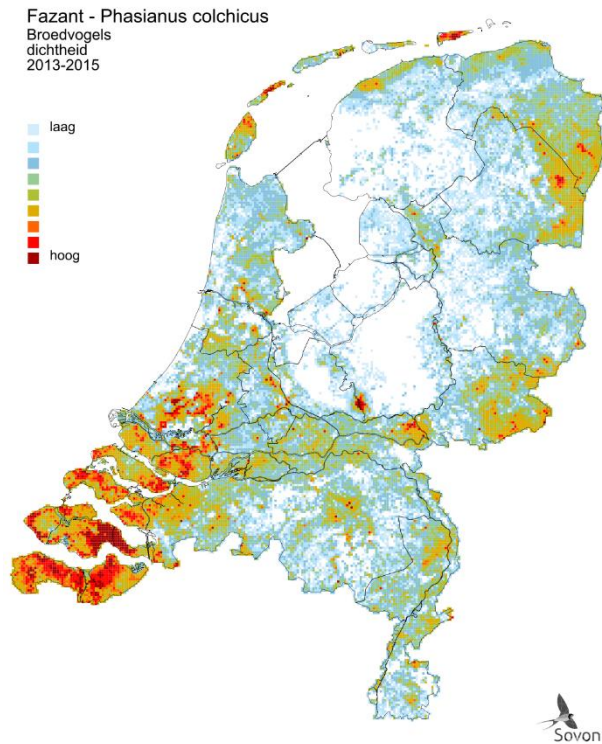 Fazant - Phasianus colchicus
Broedvogels
dichtheid
2013-2015
laag
hoog
Sovon